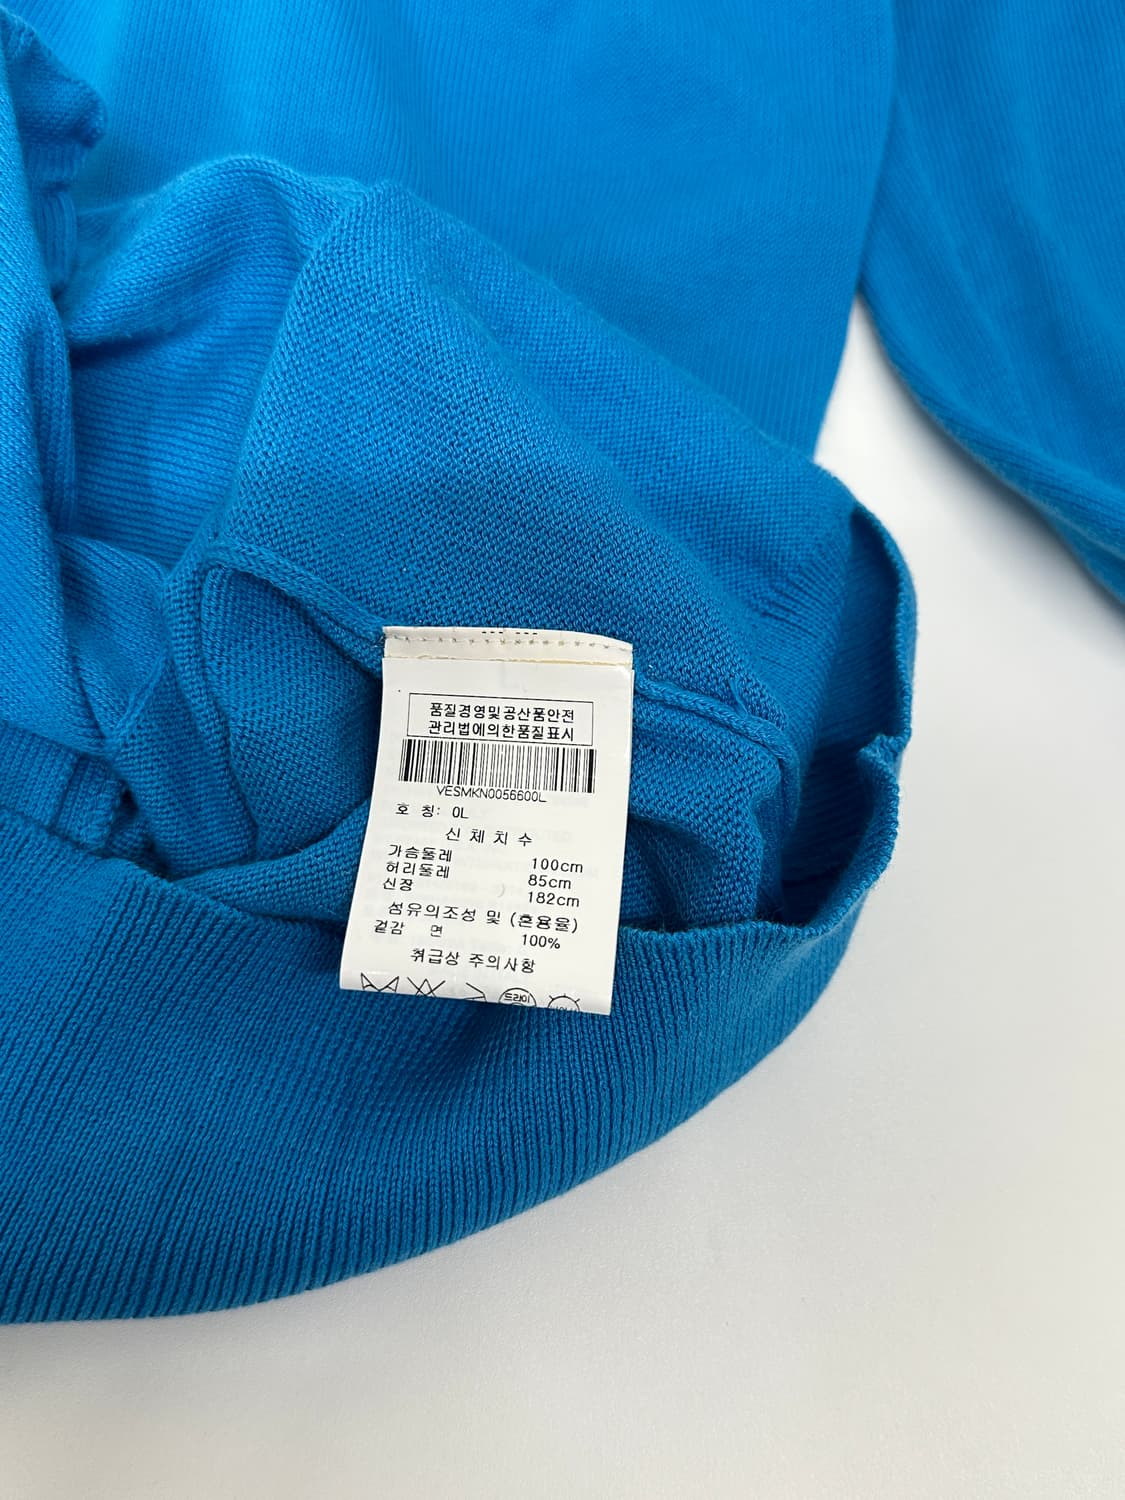 품질경영및공산품안전
관리법에의한품질표시
VESMKN0056600L
호 칭: 0L
신 체 치 수
가슴둘레 100cm
허리둘레 85cm
신장 182cm
섬유의조성 및 (혼용율)
겉감 면 100%
취급상 주의사항
드라이